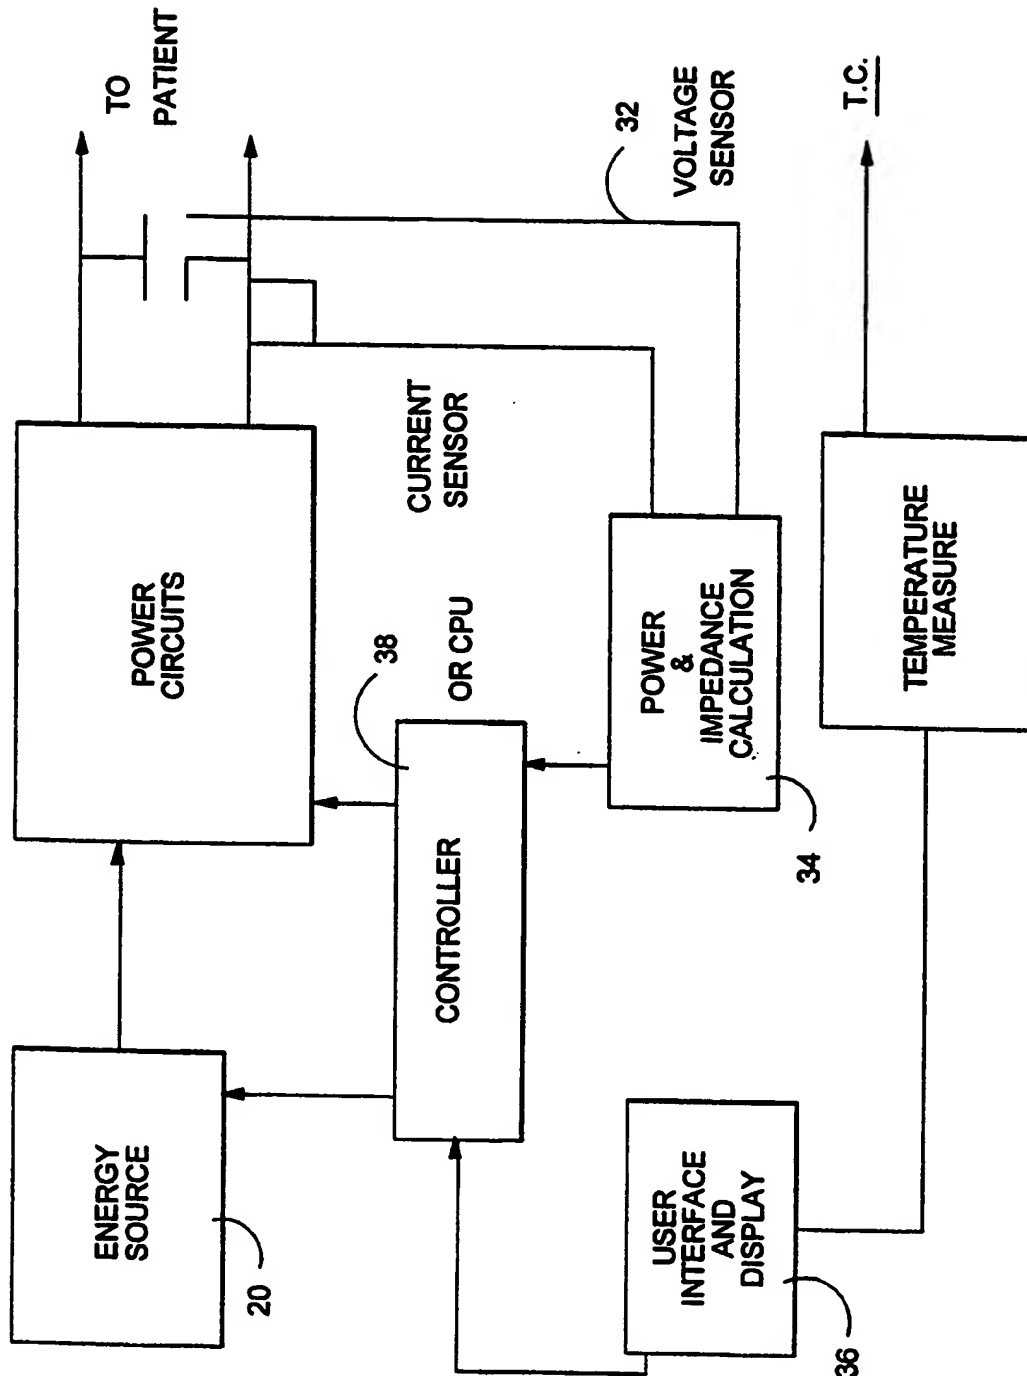 ENERGY
SOURCE
20
POWER
CIRCUITS
TO
PATIENT
CONTROLLER
38
OR CPU
CURRENT
SENSOR
32
VOLTAGE
SENSOR
USER
INTERFACE
AND
DISPLAY
36
POWER
&
IMPEDANCE
CALCULATION
34
TEMPERATURE
MEASURE
T.C.